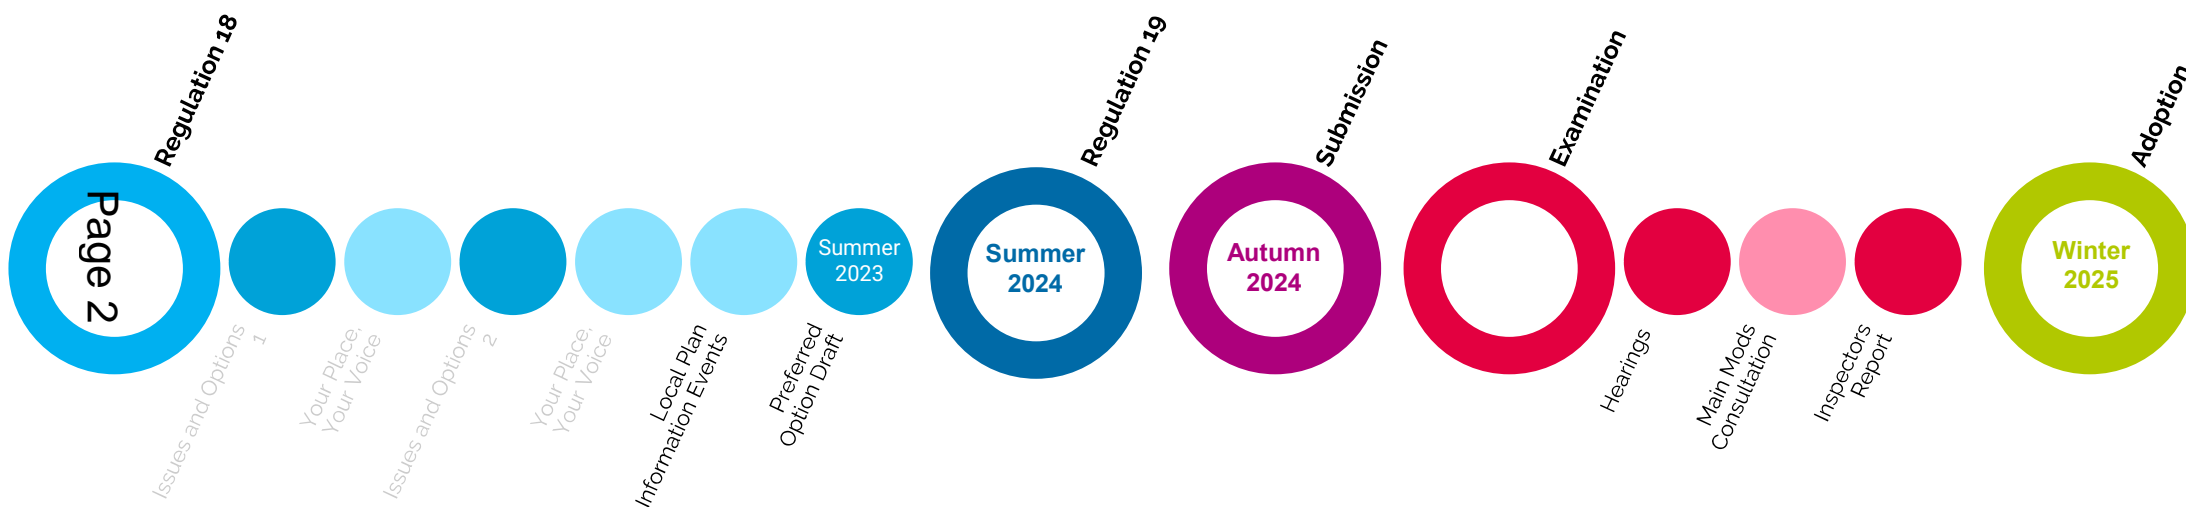 Regulation 18
Page 2
Issues and Options
1
Your Place,
Your Voice
Issues and Options
2
Your Place,
Your Voice
Local Plan
Information Events
Summer
2023
Preferred
Option Draft
Regulation 19
Summer
2024
Submission
Autumn
2024
Examination
Hearings
Main Mods
Consultation
Inspectors
Report
Adoption
Winter
2025